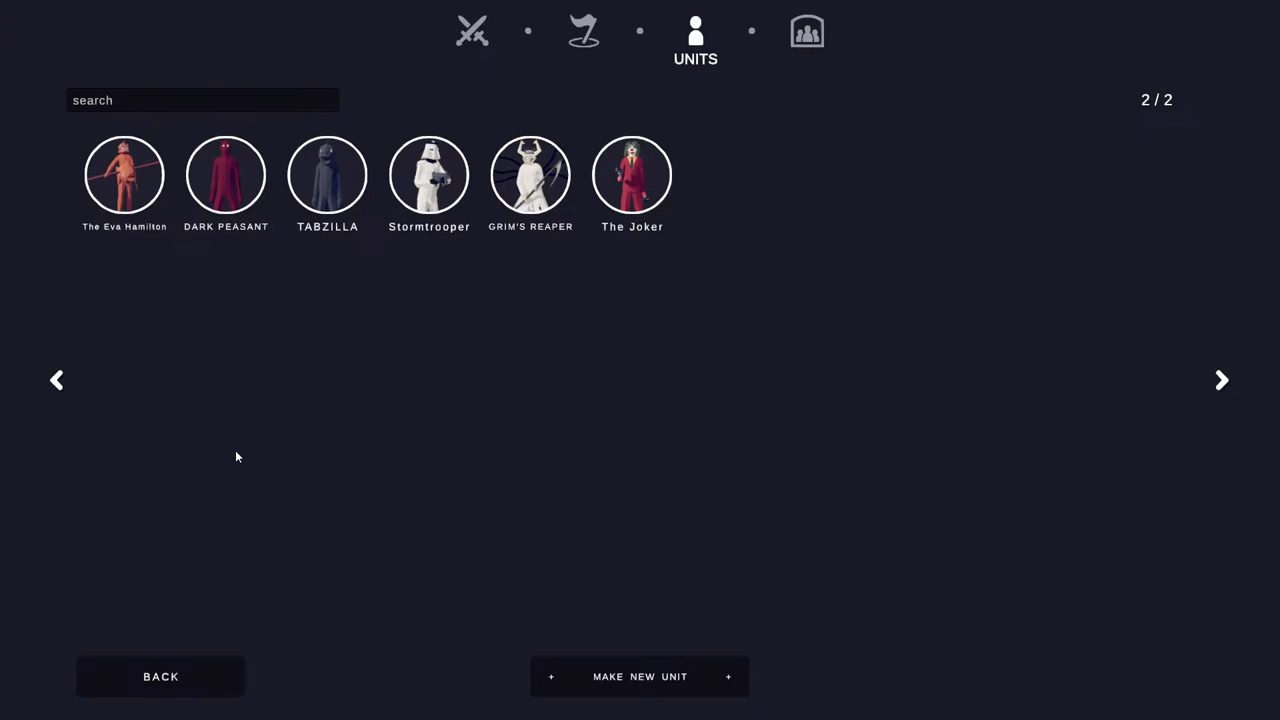 UNITS
search
2 / 2
The Eva Hamilton
DARK PEASANT
TABZILLA
Stormtrooper
GRIM'S REAPER
The Joker
BACK
+ MAKE NEW UNIT +